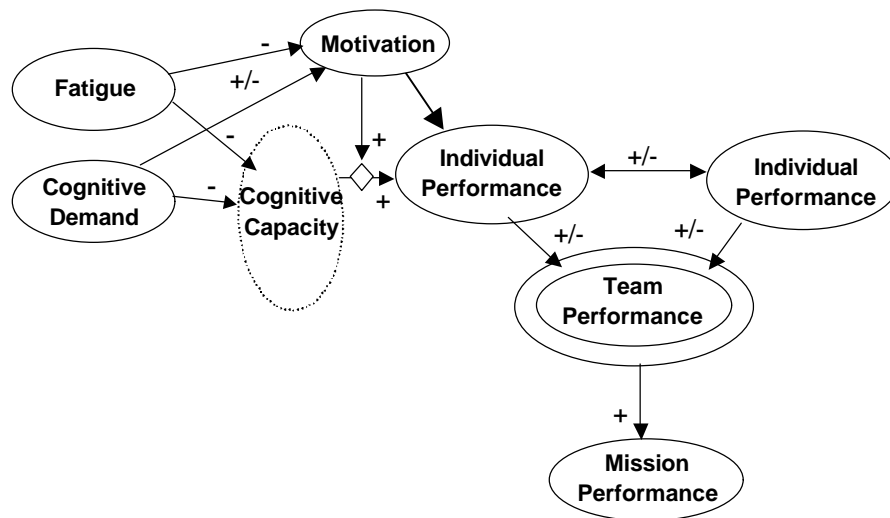 Motivation
-
+/-
Fatigue
-
+
Individual
Performance
+/-
Individual
Performance
Cognitive
Demand
-
Cognitive
Capacity
+
+/-
+/-
Team
Performance
+
Mission
Performance